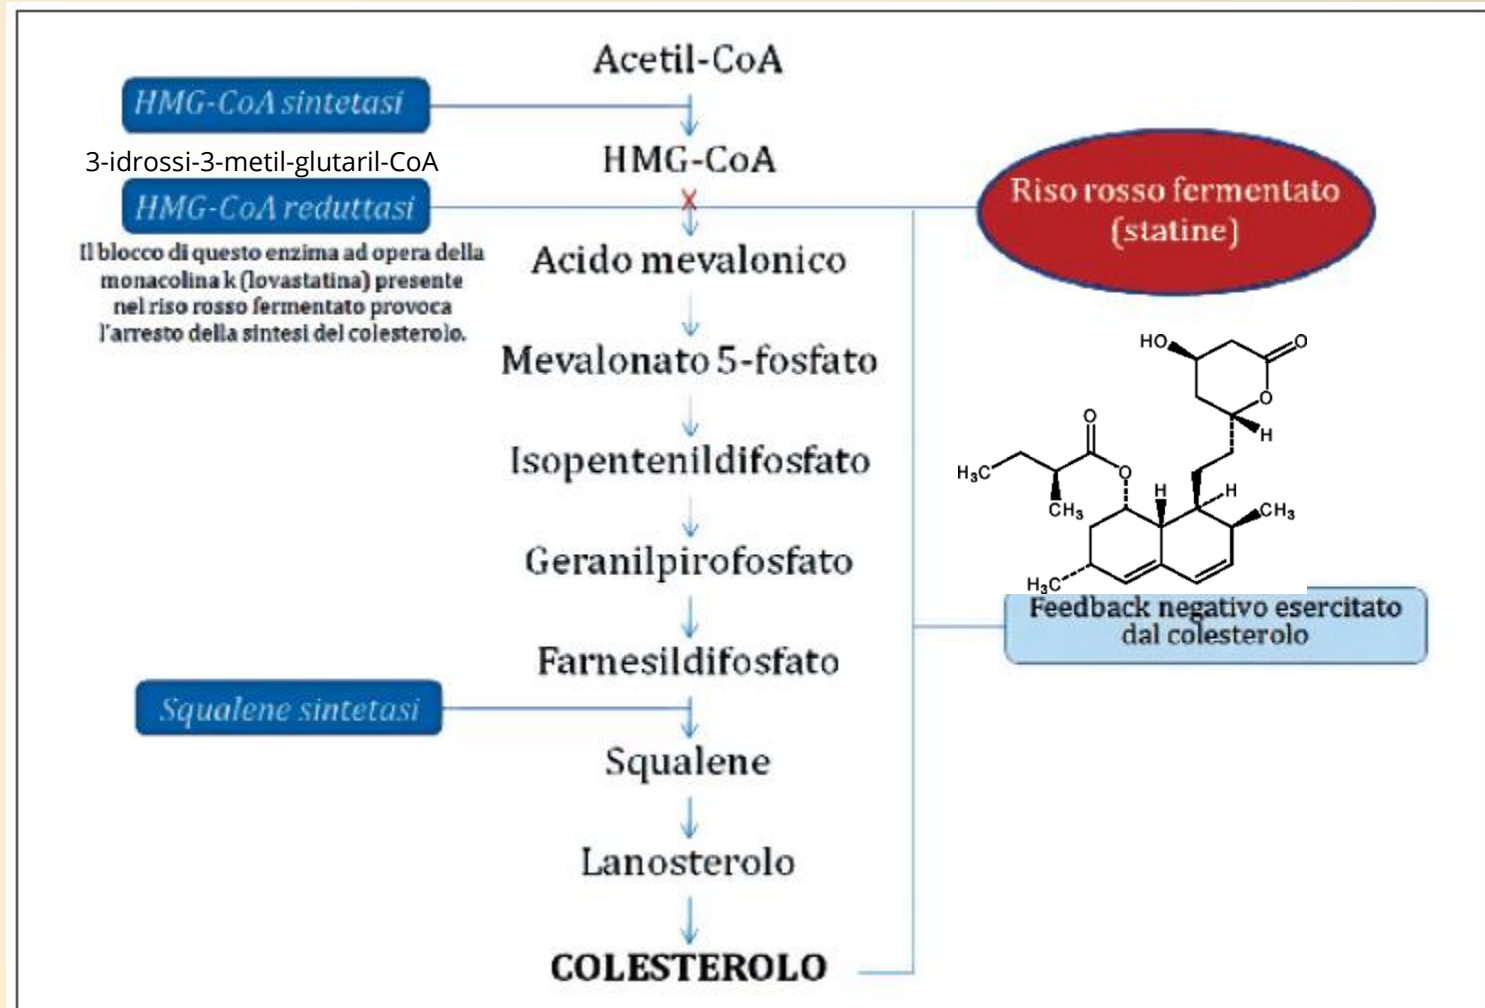 Acetil-CoA
HMG-CoA sintetasi
3-idrossi-3-metil-glutaril-CoA
HMG-CoA
HMG-CoA reduttasi
X
Riso rosso fermentato
(statine)
Il blocco di questo enzima ad opera della
monacolina k (lovastatina) presente
nel riso rosso fermentato provoca
l'arresto della sintesi del colesterolo.
Acido mevalonico
Mevalonato 5-fosfato
Isopentenildifosfato
Geranilpirofosfato
Farnesildifosfato
HO
O
O
H
O
H₃C
O
CH₃
H
H
CH₃
H₃C
Feedback negativo esercitato
dal colesterolo
Squalene sintetasi
Squalene
Lanosterolo
COLESTEROLO